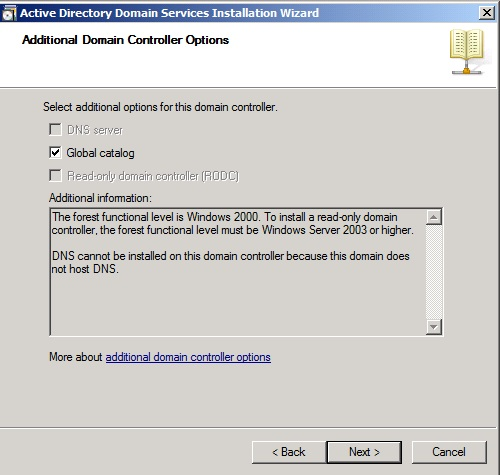 Active Directory Domain Services Installation Wizard
Additional Domain Controller Options
Select additional options for this domain controller.
DNS server
Global catalog
Read-only domain controller (RODC)
Additional information:
The forest functional level is Windows 2000. To install a read-only domain
controller, the forest functional level must be Windows Server 2003 or higher.
DNS cannot be installed on this domain controller because this domain does
not host DNS.
More about additional domain controller options
< Back
Next >
Cancel